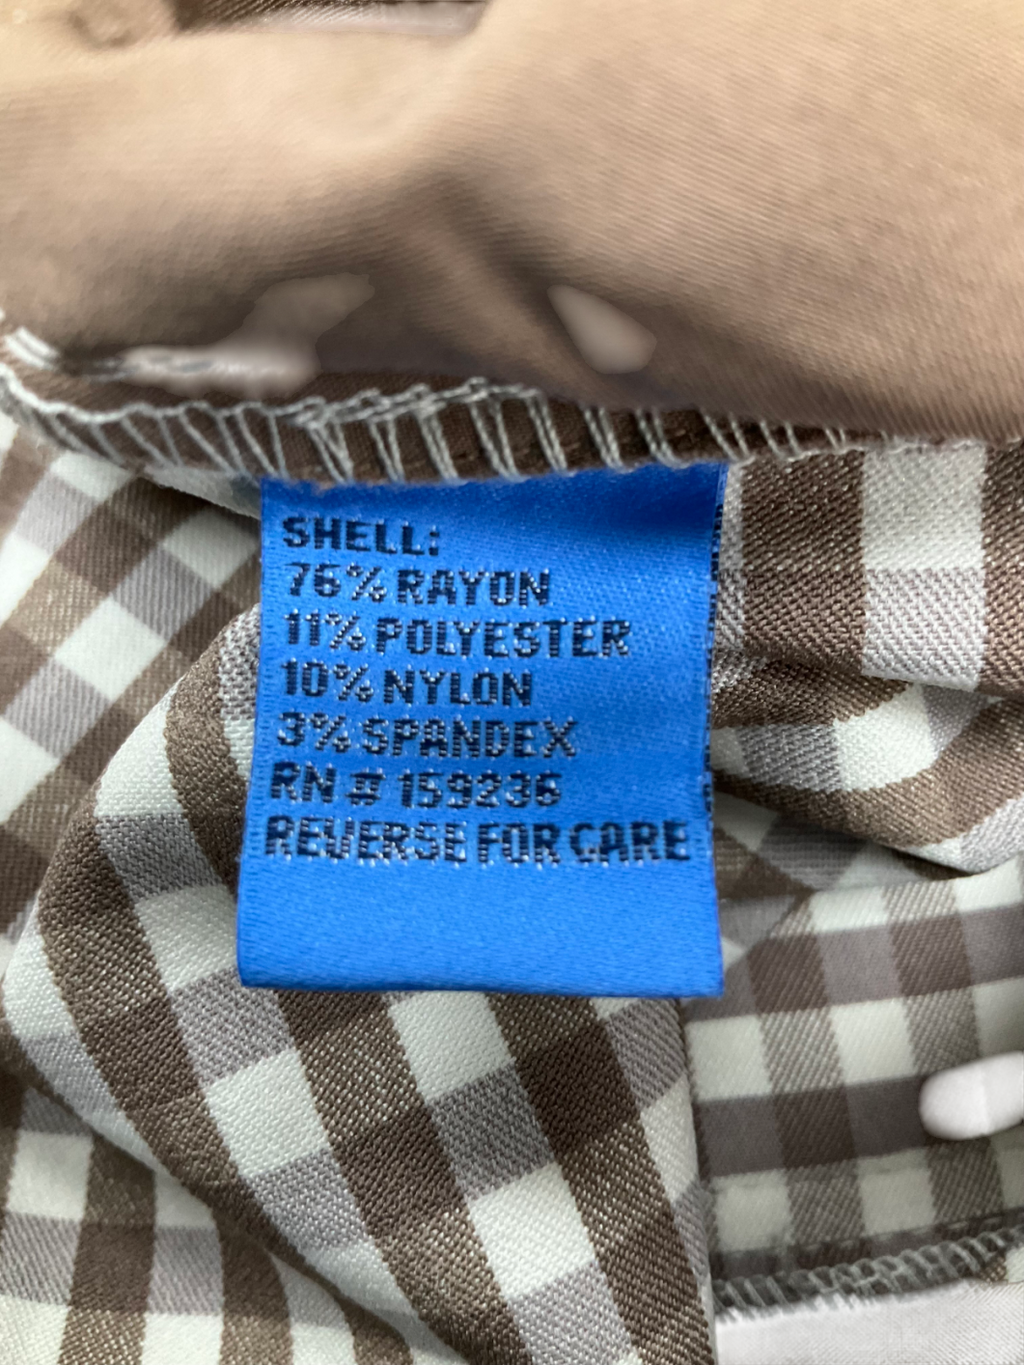 SHELL:
76% RAYON
11% POLYESTER
10% NYLON
3% SPANDEX
RN # 159236
REVERSE FOR CARE